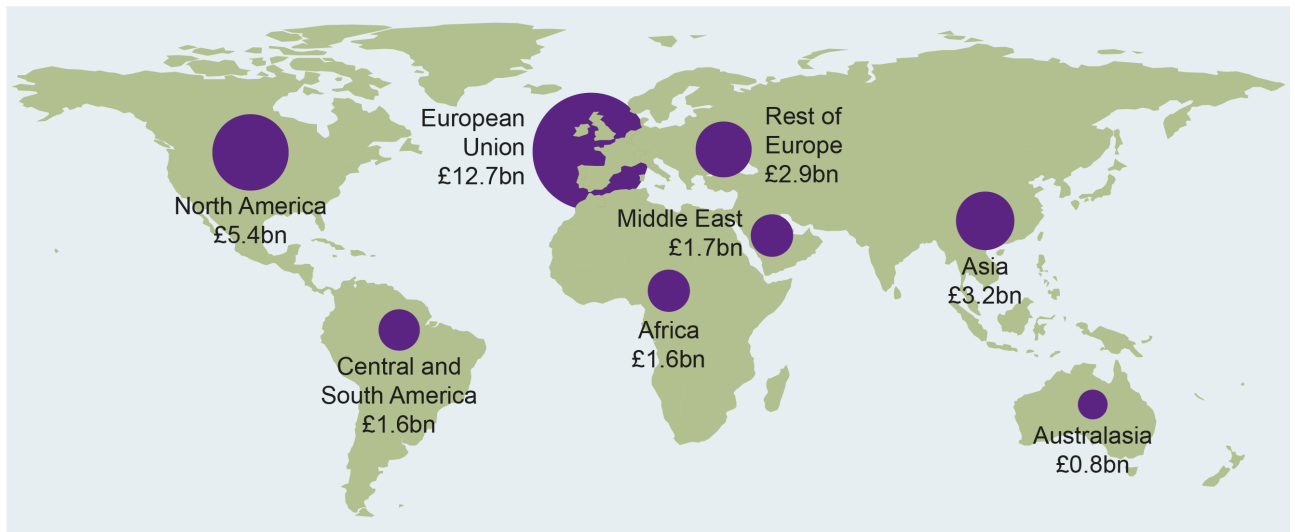 European
Union
£12.7bn
Rest of
Europe
£2.9bn
North America
£5.4bn
Middle East
£1.7bn
Asia
£3.2bn
Africa
£1.6bn
Central and
South America
£1.6bn
Australasia
£0.8bn